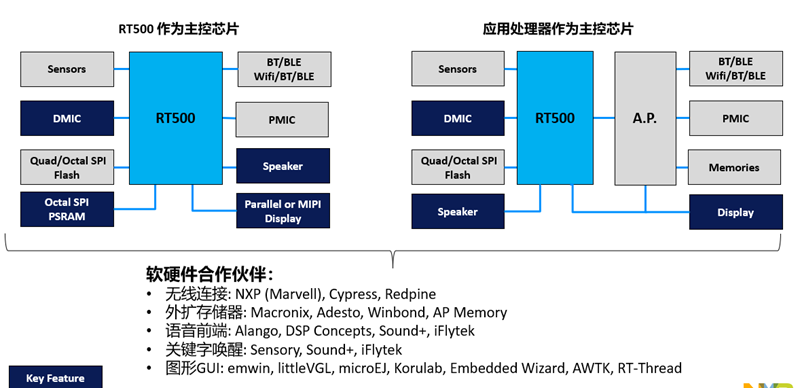 RT500 作为主控芯片
Sensors
DMIC
Quad/Octal SPI
Flash
Octal SPI
PSRAM
RT500
BT/BLE
Wifi/BT/BLE
PMIC
Speaker
Parallel or MIPI
Display
应用处理器作为主控芯片
Sensors
DMIC
Quad/Octal SPI
Flash
Speaker
RT500
A.P.
BT/BLE
Wifi/BT/BLE
PMIC
Memories
Display
软硬件合作伙伴：
• 无线连接: NXP (Marvell), Cypress, Redpine
• 外扩存储器: Macronix, Adesto, Winbond, AP Memory
• 语音前端: Alango, DSP Concepts, Sound+, iFlytek
• 关键字唤醒: Sensory, Sound+, iFlytek
• 图形GUI: emwin, littleVGL, microEJ, Korulab, Embedded Wizard, AWTK, RT-Thread
Key Feature